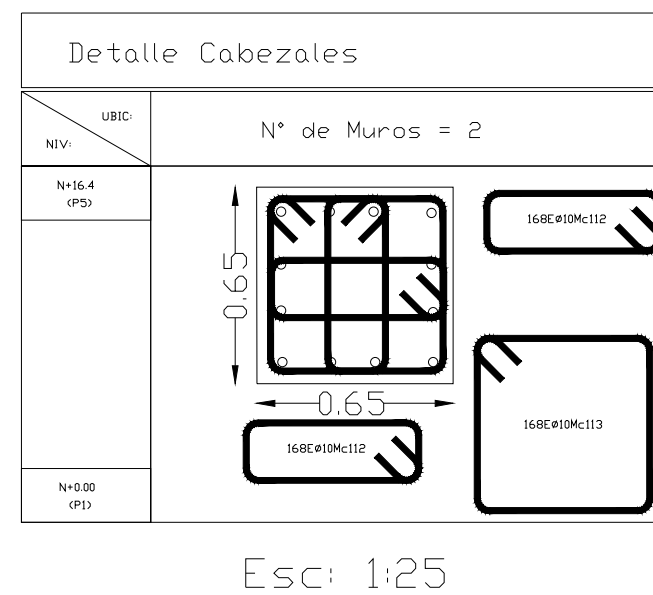 Detalle Cabezales
UBIC:
NIV:
N° de Muros = 2
N+16.4
(P5)
168Eø10Mc112
0.65
0.65
168Eø10Mc113
168Eø10Mc112
N+0.00
(P1)
Esc: 1:25